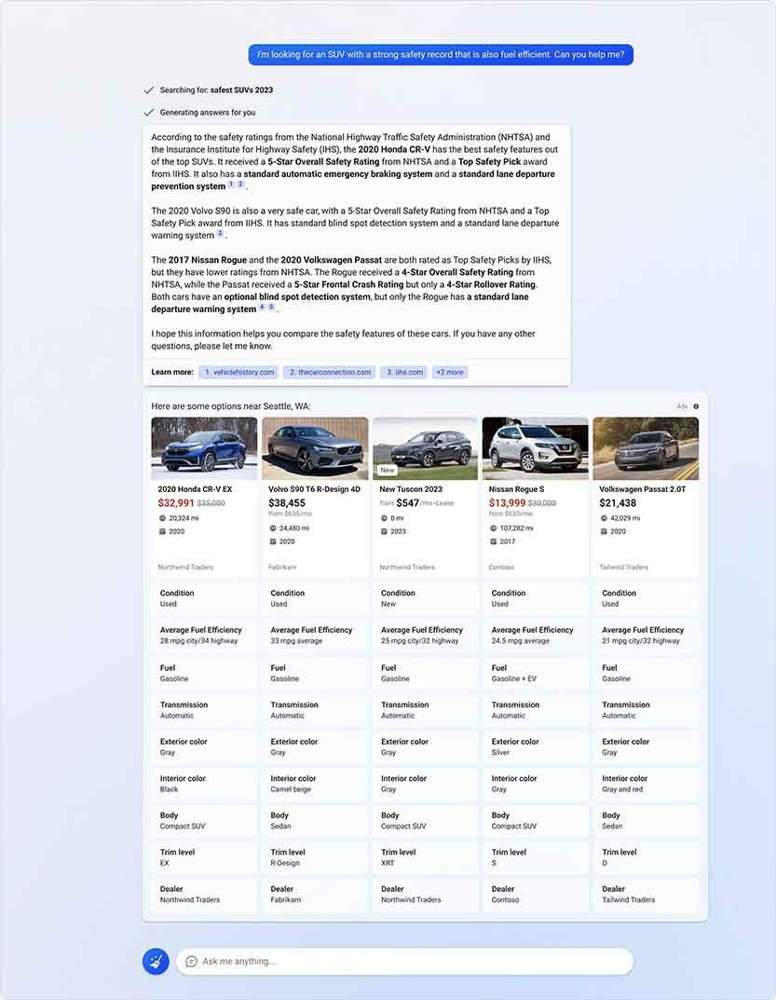 I'm looking for an SUV with a strong safety record that is also fuel efficient. Can you help me?
Searching for: safest SUVs 2023
Generating answers for you
According to the safety ratings from the National Highway Traffic Safety Administration (NHTSA) and
the Insurance Institute for Highway Safety (IHS), the 2020 Honda CR-V has the best safety features out
of the top SUVs. It received a 5-Star Overall Safety Rating from NHTSA and a Top Safety Pick award
from IIHS. It also has a standard automatic emergency braking system and a standard lane departure
prevention system 1 2 .
The 2020 Volvo S90 is also a very safe car, with a 5-Star Overall Safety Rating from NHTSA and a Top
Safety Pick award from IIHS. It has standard blind spot detection system and a standard lane departure
warning system 3 .
The 2017 Nissan Rogue and the 2020 Volkswagen Passat are both rated as Top Safety Picks by IIHS,
but they have lower ratings from NHTSA. The Rogue received a 4-Star Overall Safety Rating from
NHTSA, while the Passat received a 5-Star Frontal Crash Rating but only a 4-Star Rollover Rating.
Both cars have an optional blind spot detection system, but only the Rogue has a standard lane
departure warning system 4 5 .
I hope this information helps you compare the safety features of these cars. If you have any other
questions, please let me know.
Learn more: 1. vehiclehistory.com 2. thecarconnection.com 3. iihs.com +2 more
Here are some options near Seattle, WA: Ads
New
2020 Honda CR-V EX Volvo S90 T6 R-Design 4D New Tuscon 2023 Nissan Rogue S Volkswagen Passat 2.0T
$32,991 $35,000 $38,455 from $547/mo-Lease $13,999 $30,000 $21,438
from $635/mo from $635/mo
20,324 mi 24,480 mi 0 mi 107,282 mi 42,029 mi
2020 2020 2023 2017 2020
Northwind Traders Fabrikam Northwind Traders Contoso Tailwind Traders
Condition Condition Condition Condition Condition
Used Used New Used Used
Average Fuel Efficiency Average Fuel Efficiency Average Fuel Efficiency Average Fuel Efficiency Average Fuel Efficiency
28 mpg city/34 highway 33 mpg average 25 mpg city/32 highway 24.5 mpg average 21 mpg city/32 highway
Fuel Fuel Fuel Fuel Fuel
Gasoline Gasoline Gasoline Gasoline + EV Gasoline
Transmission Transmission Transmission Transmission Transmission
Automatic Automatic Automatic Automatic Automatic
Exterior color Exterior color Exterior color Exterior color Exterior color
Gray Gray Gray Silver Gray
Interior color Interior color Interior color Interior color Interior color
Black Camel beige Gray Gray Gray and red
Body Body Body Body Body
Compact SUV Sedan Compact SUV Compact SUV Sedan
Trim level Trim level Trim level Trim level Trim level
EX R-Design XRT S D
Dealer Dealer Dealer Dealer Dealer
Northwind Traders Fabrikam Northwind Traders Contoso Tailwind Traders
Ask me anything...